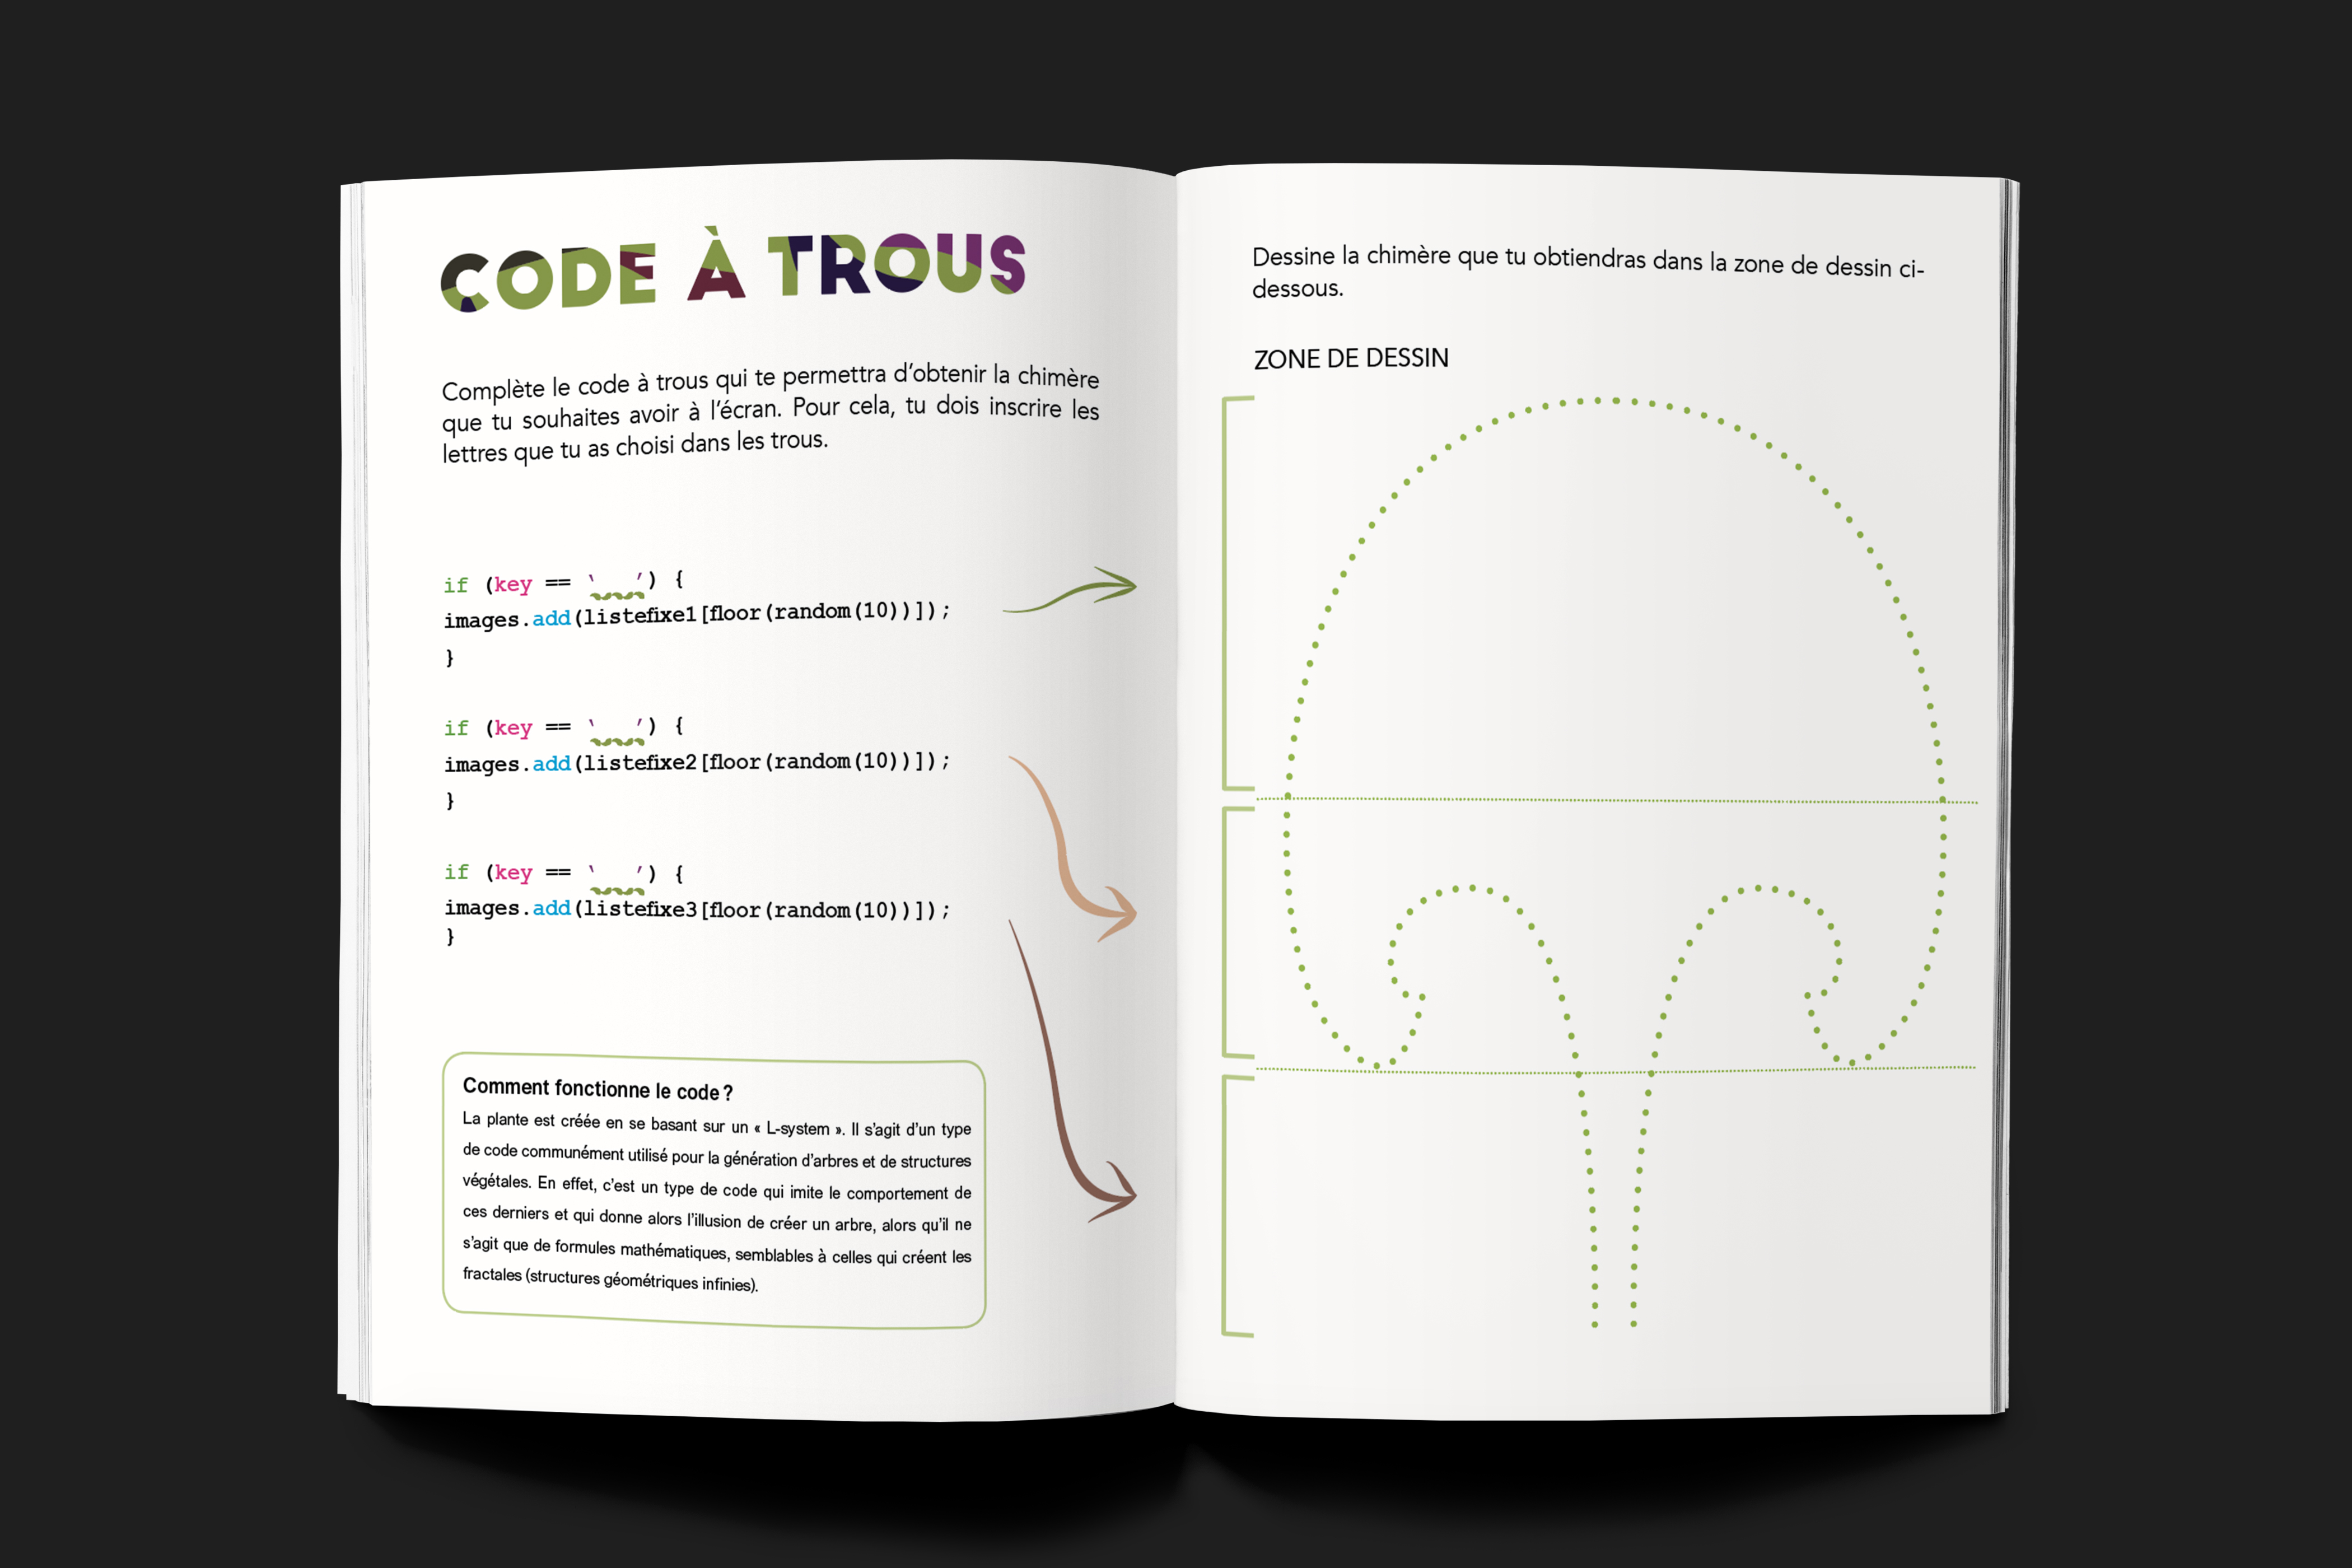 CODE À TROUS
Complète le code à trous qui te permettra d'obtenir la chimère
que tu souhaites avoir à l'écran. Pour cela, tu dois inscrire les
lettres que tu as choisi dans les trous.
if (key == ‘___’) {
images.add(listefixe1[floor(random(10))]);
}
if (key == ‘___’) {
images.add(listefixe2[floor(random(10))]);
}
if (key == ‘___’) {
images.add(listefixe3[floor(random(10))]);
}
Comment fonctionne le code ?
La plante est créée en se basant sur un « L-system ». Il s'agit d'un type
de code communément utilisé pour la génération d'arbres et de structures
végétales. En effet, c'est un type de code qui imite le comportement de
ces derniers et qui donne alors l'illusion de créer un arbre, alors qu'il ne
s'agit que de formules mathématiques, semblables à celles qui créent les
fractales (structures géométriques infinies).
Dessine la chimère que tu obtiendras dans la zone de dessin ci-
dessous.
ZONE DE DESSIN